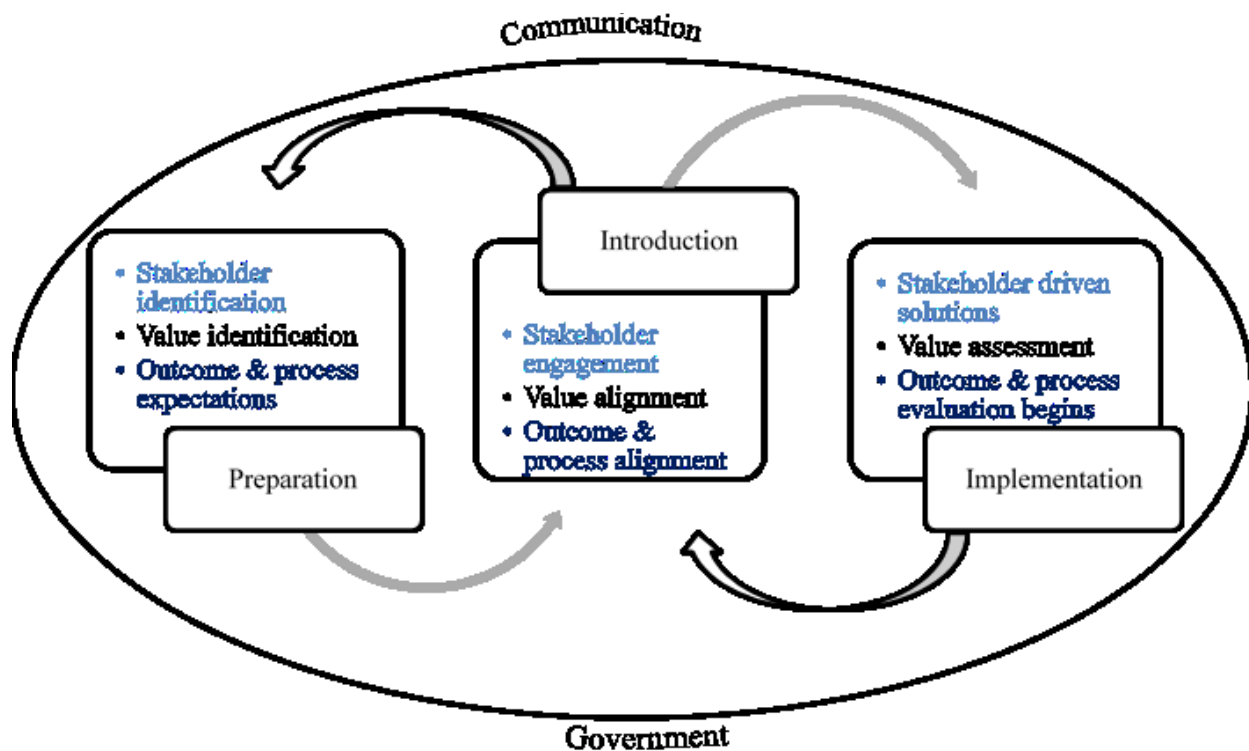 Communication
Introduction
• Stakeholder
identification
• Value identification
• Outcome & process
expectations
Preparation
• Stakeholder
engagement
• Value alignment
• Outcome &
process alignment
• Stakeholder driven
solutions
• Value assessment
• Outcome & process
evaluation begins
Implementation
Government